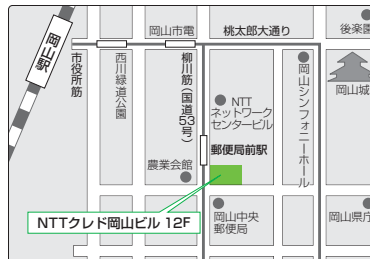 岡山市電
桃太郎大通り
後楽園
岡山駅
市役所筋
西川緑道公園
柳川筋(国道53号)
NTT
ネットワーク
センタービル
岡山シンフォニーホール
岡山城
郵便局前駅
農業会館
岡山中央
郵便局
岡山県庁
NTTクレド岡山ビル 12F